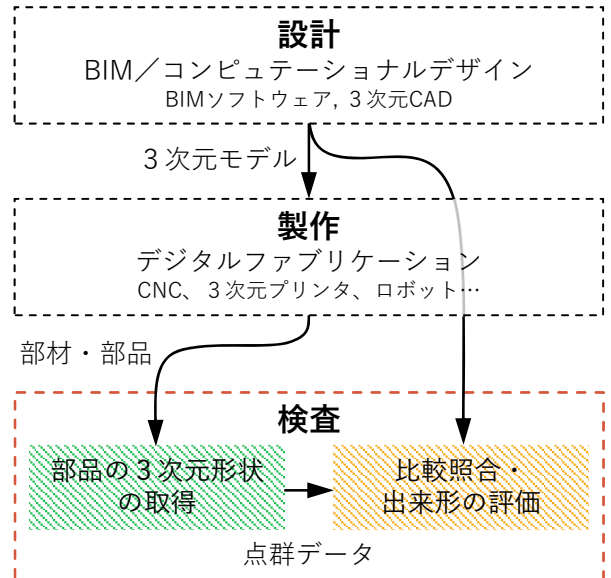 設計
BIM／コンピュテーショナルデザイン
BIMソフトウェア, ３次元CAD
３次元モデル
製作
デジタルファブリケーション
CNC、３次元プリンタ、ロボット…
部材・部品
検査
部品の３次元形状
の取得
比較照合・
出来形の評価
点群データ